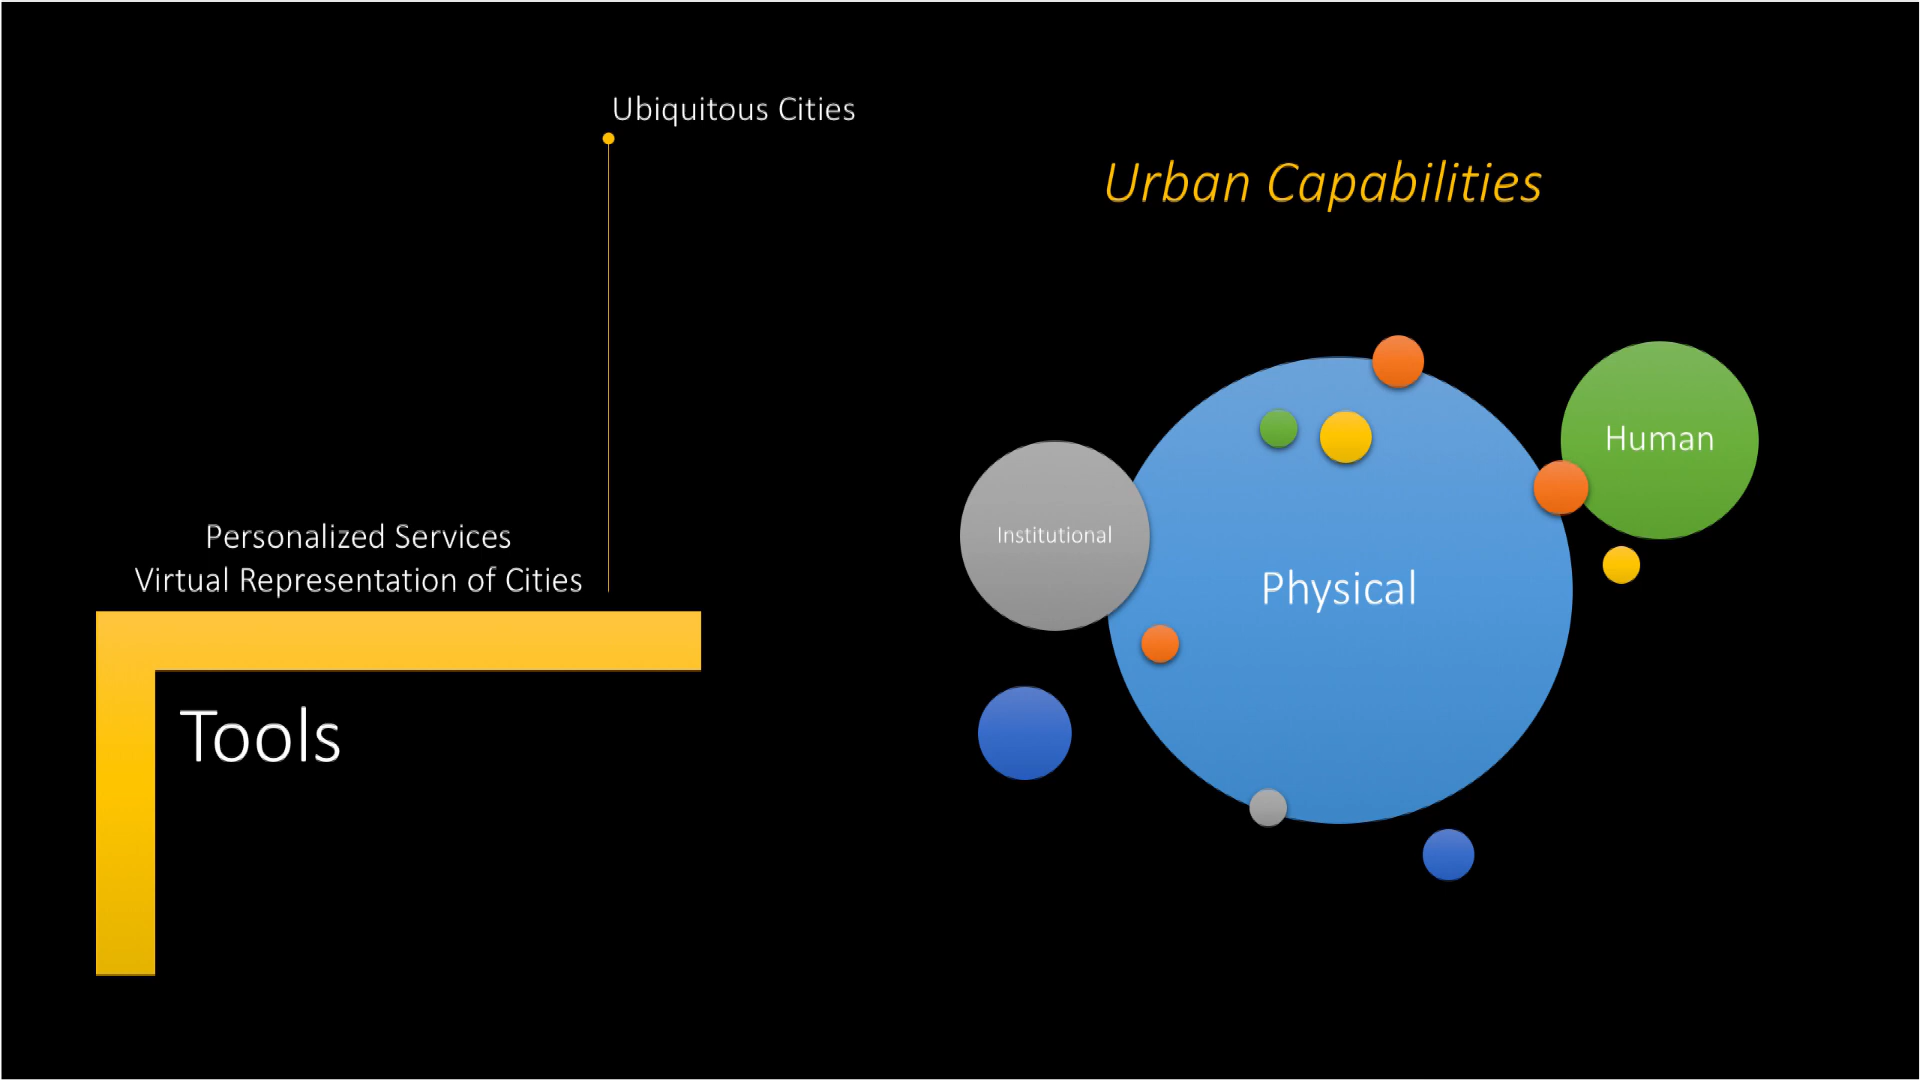 Ubiquitous Cities
Personalized Services
Virtual Representation of Cities
Tools
Urban Capabilities
Institutional
Physical
Human